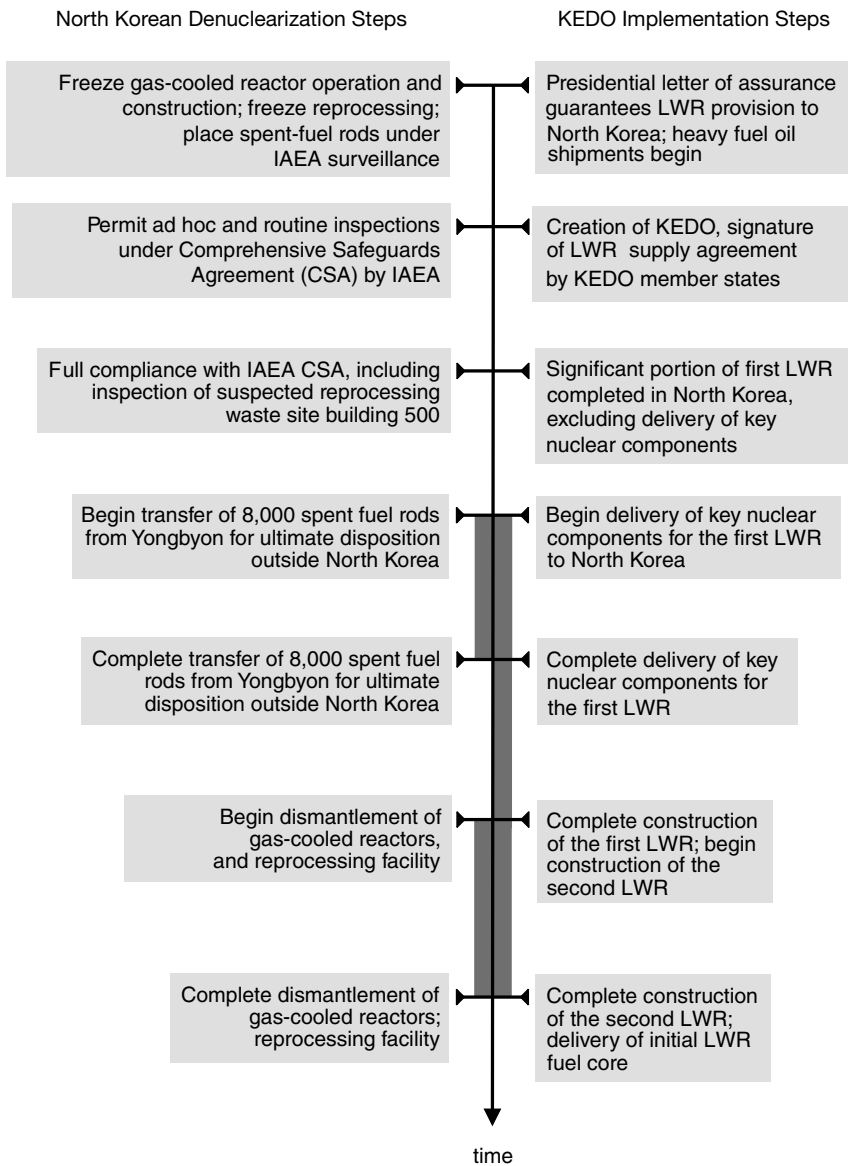 North Korean Denuclearization Steps
KEDO Implementation Steps
Freeze gas-cooled reactor operation and
construction; freeze reprocessing;
place spent-fuel rods under
IAEA surveillance
Presidential letter of assurance
guarantees LWR provision to
North Korea; heavy fuel oil
shipments begin
Permit ad hoc and routine inspections
under Comprehensive Safeguards
Agreement (CSA) by IAEA
Creation of KEDO, signature
of LWR supply agreement
by KEDO member states
Full compliance with IAEA CSA, including
inspection of suspected reprocessing
waste site building 500
Significant portion of first LWR
completed in North Korea,
excluding delivery of key
nuclear components
Begin transfer of 8,000 spent fuel rods
from Yongbyon for ultimate disposition
outside North Korea
Begin delivery of key nuclear
components for the first LWR
to North Korea
Complete transfer of 8,000 spent fuel
rods from Yongbyon for ultimate
disposition outside North Korea
Complete delivery of key
nuclear components for
the first LWR
Begin dismantlement of
gas-cooled reactors,
and reprocessing facility
Complete construction
of the first LWR; begin
construction of the
second LWR
Complete dismantlement of
gas-cooled reactors;
reprocessing facility
Complete construction
of the second LWR;
delivery of initial LWR
fuel core
time